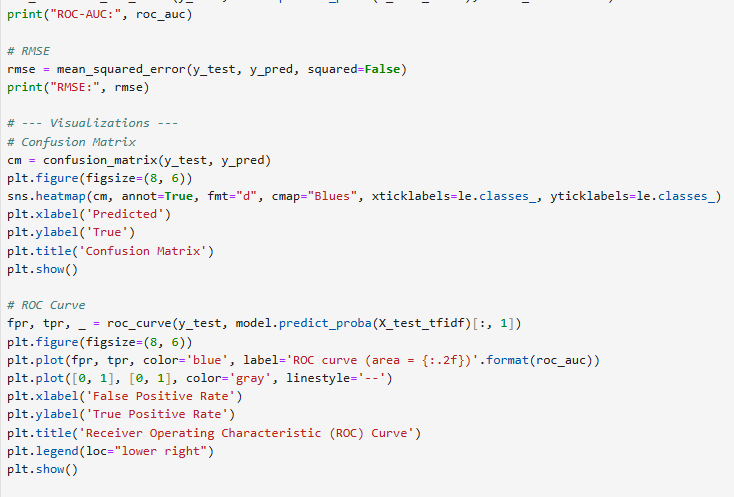 print("ROC-AUC:", roc_auc)
# RMSE
rmse = mean_squared_error(y_test, y_pred, squared=False)
print("RMSE:", rmse)
# --- Visualizations ---
# Confusion Matrix
cm = confusion_matrix(y_test, y_pred)
plt.figure(figsize=(8, 6))
sns.heatmap(cm, annot=True, fmt="d", cmap="Blues", xticklabels=le.classes_, yticklabels=le.classes_)
plt.xlabel('Predicted')
plt.ylabel('True')
plt.title('Confusion Matrix')
plt.show()
# ROC Curve
fpr, tpr, _ = roc_curve(y_test, model.predict_proba(X_test_tfidf)[:, 1])
plt.figure(figsize=(8, 6))
plt.plot(fpr, tpr, color='blue', label='ROC curve (area = {:.2f})'.format(roc_auc))
plt.plot([0, 1], [0, 1], color='gray', linestyle='--')
plt.xlabel('False Positive Rate')
plt.ylabel('True Positive Rate')
plt.title('Receiver Operating Characteristic (ROC) Curve')
plt.legend(loc="lower right")
plt.show()